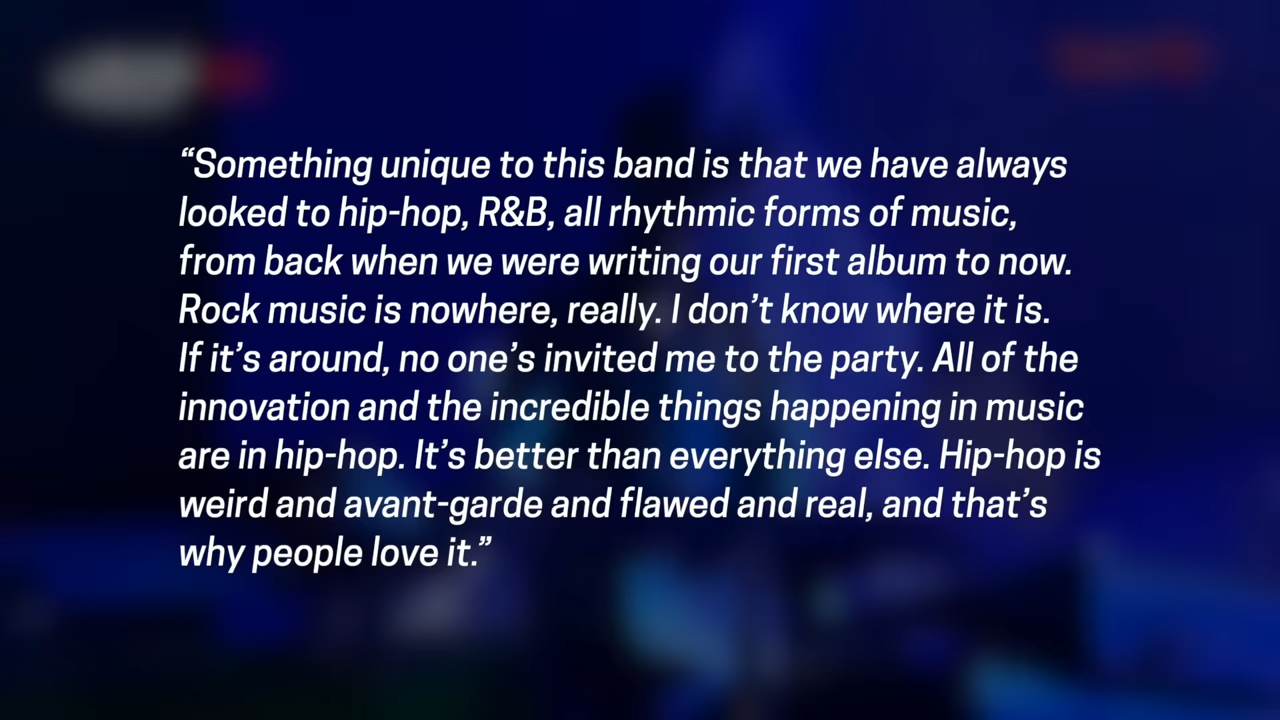 “Something unique to this band is that we have always
looked to hip-hop, R&B, all rhythmic forms of music,
from back when we were writing our first album to now.
Rock music is nowhere, really. I don’t know where it is.
If it’s around, no one’s invited me to the party. All of the
innovation and the incredible things happening in music
are in hip-hop. It’s better than everything else. Hip-hop is
weird and avant-garde and flawed and real, and that’s
why people love it.”